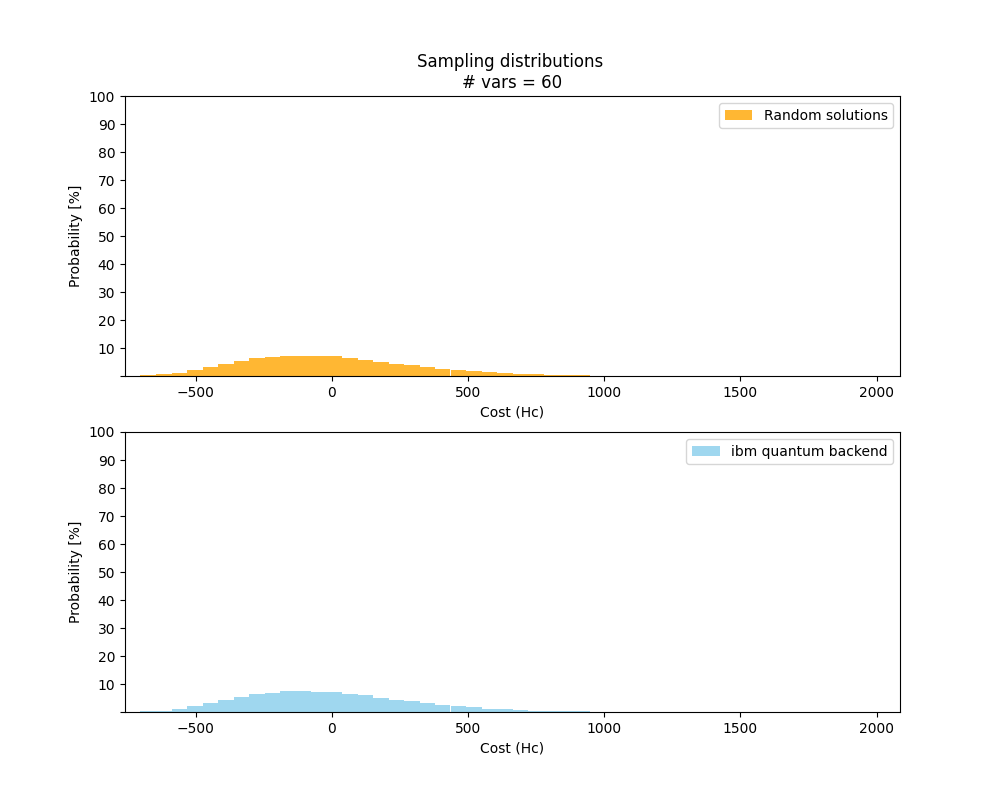 Sampling distributions
# vars = 60
100
90
80
70
60
50
40
30
20
10
Probability [%]
Random solutions
−500 0 500 1000 1500 2000
Cost (Hc)
100
90
80
70
60
50
40
30
20
10
Probability [%]
ibm quantum backend
−500 0 500 1000 1500 2000
Cost (Hc)